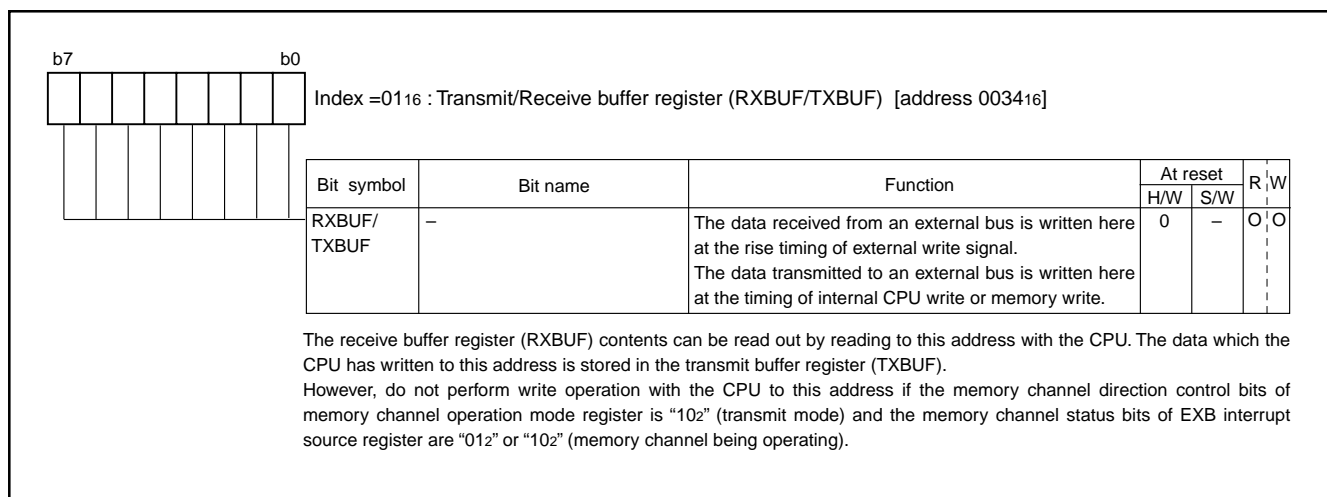 b7 b0
Index =0116 : Transmit/Receive buffer register (RXBUF/TXBUF) [address 003416]
Bit symbol Bit name Function At reset R W
H/W S/W
RXBUF/ – The data received from an external bus is written here 0 – O O
TXBUF at the rise timing of external write signal.
The data transmitted to an external bus is written here
at the timing of internal CPU write or memory write.
The receive buffer register (RXBUF) contents can be read out by reading to this address with the CPU. The data which the
CPU has written to this address is stored in the transmit buffer register (TXBUF).
However, do not perform write operation with the CPU to this address if the memory channel direction control bits of
memory channel operation mode register is “102” (transmit mode) and the memory channel status bits of EXB interrupt
source register are “012” or “102” (memory channel being operating).